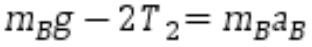 m_B g − 2T_2 = m_B a_B